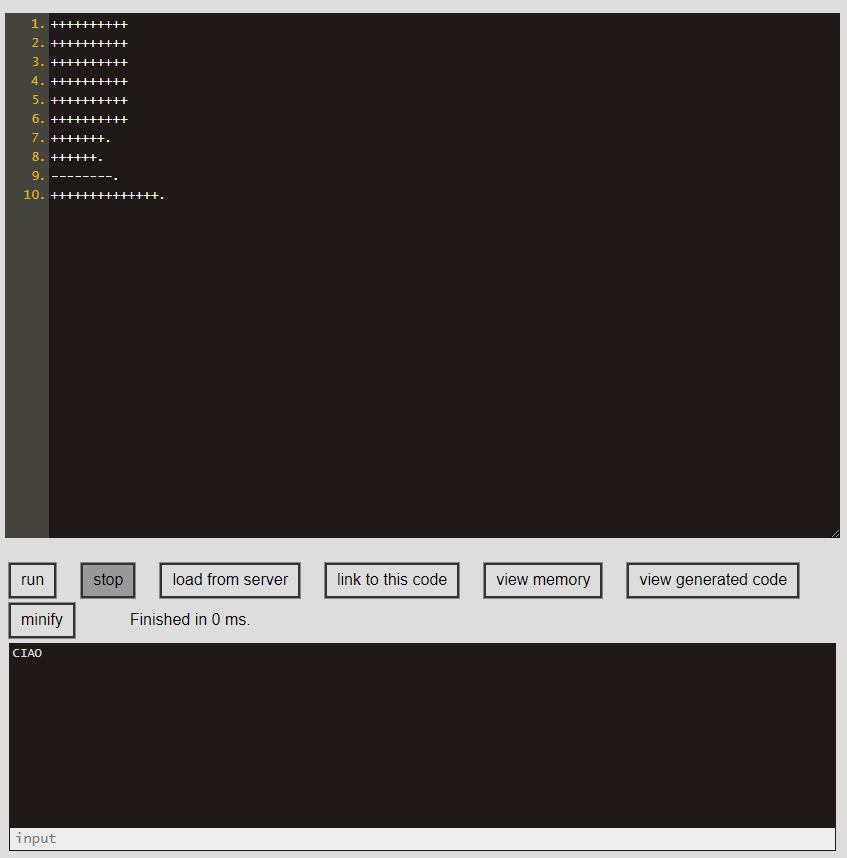 1. ++++++++++
2. ++++++++++
3. ++++++++++
4. ++++++++++
5. ++++++++++
6. ++++++++++
7. +++++++.
8. ++++++.
9. --------.
10. ++++++++++++++.
run stop load from server link to this code view memory view generated code
minify Finished in 0 ms.
CIAO
input